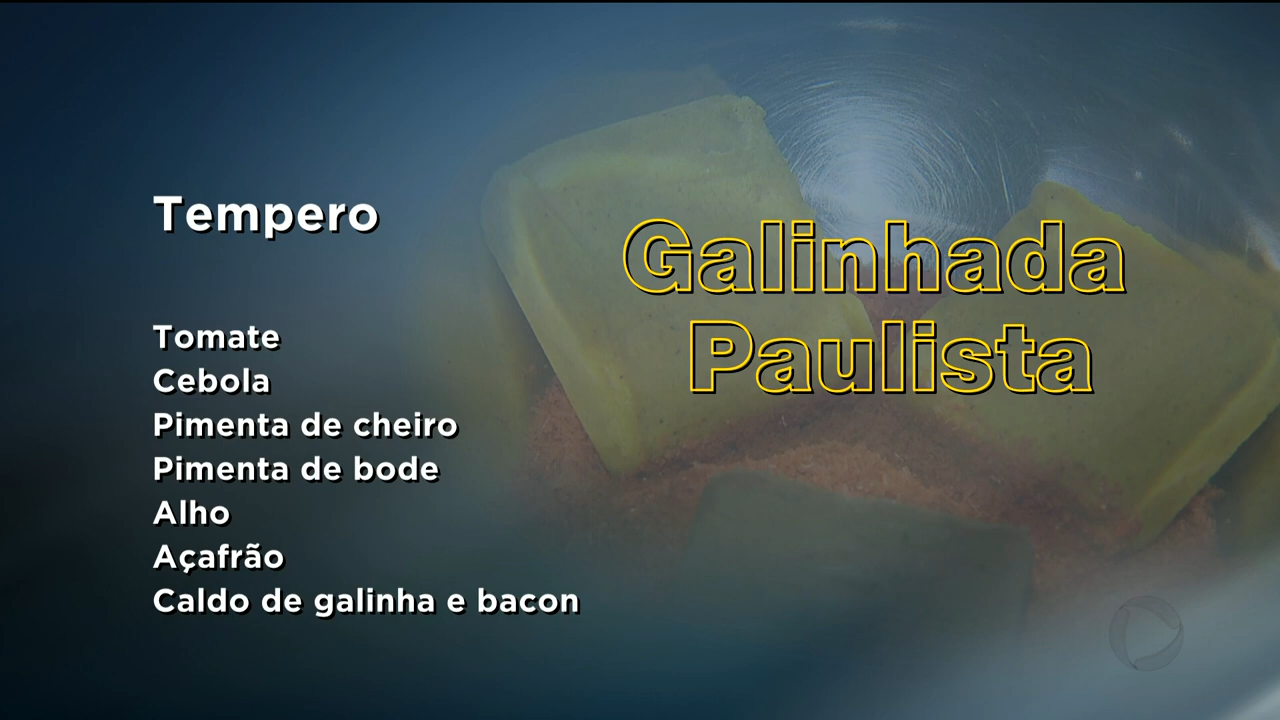 Tempero
Galinhada
Paulista
Tomate
Cebola
Pimenta de cheiro
Pimenta de bode
Alho
Açafrão
Caldo de galinha e bacon